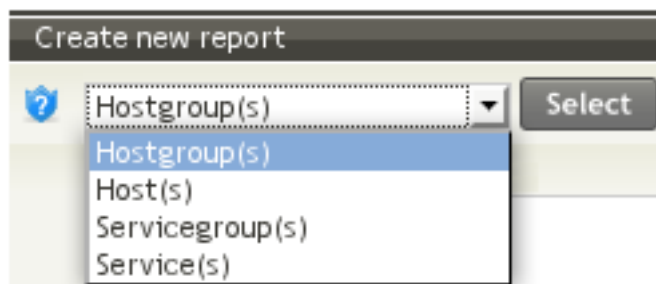 Create new report
? Hostgroup(s) Select
Hostgroup(s)
Host(s)
Servicegroup(s)
Service(s)